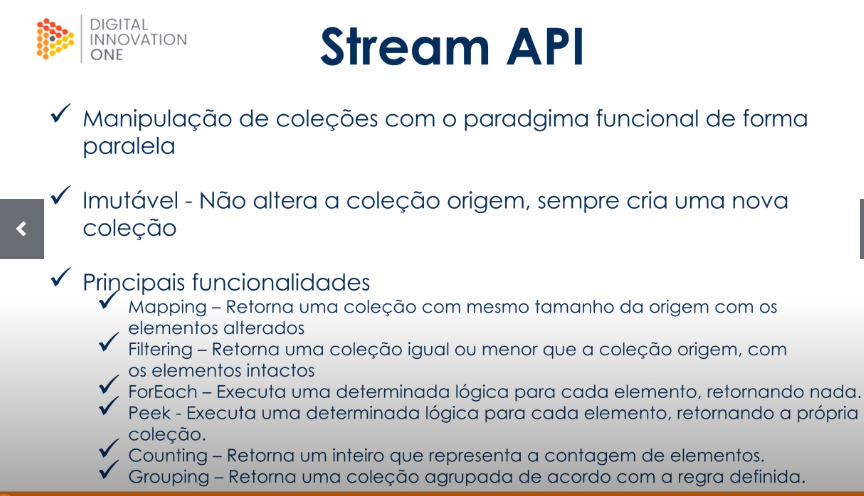 DIGITAL
INNOVATION
ONE
Stream API
Manipulação de coleções com o paradgima funcional de forma
paralela
Imutável - Não altera a coleção origem, sempre cria uma nova
coleção
Principais funcionalidades
Mapping – Retorna uma coleção com mesmo tamanho da origem com os
elementos alterados
Filtering – Retorna uma coleção igual ou menor que a coleção origem, com
os elementos intactos
ForEach – Executa uma determinada lógica para cada elemento, retornando nada.
Peek - Executa uma determinada lógica para cada elemento, retornando a própria
coleção.
Counting – Retorna um inteiro que representa a contagem de elementos.
Grouping – Retorna uma coleção agrupada de acordo com a regra definida.